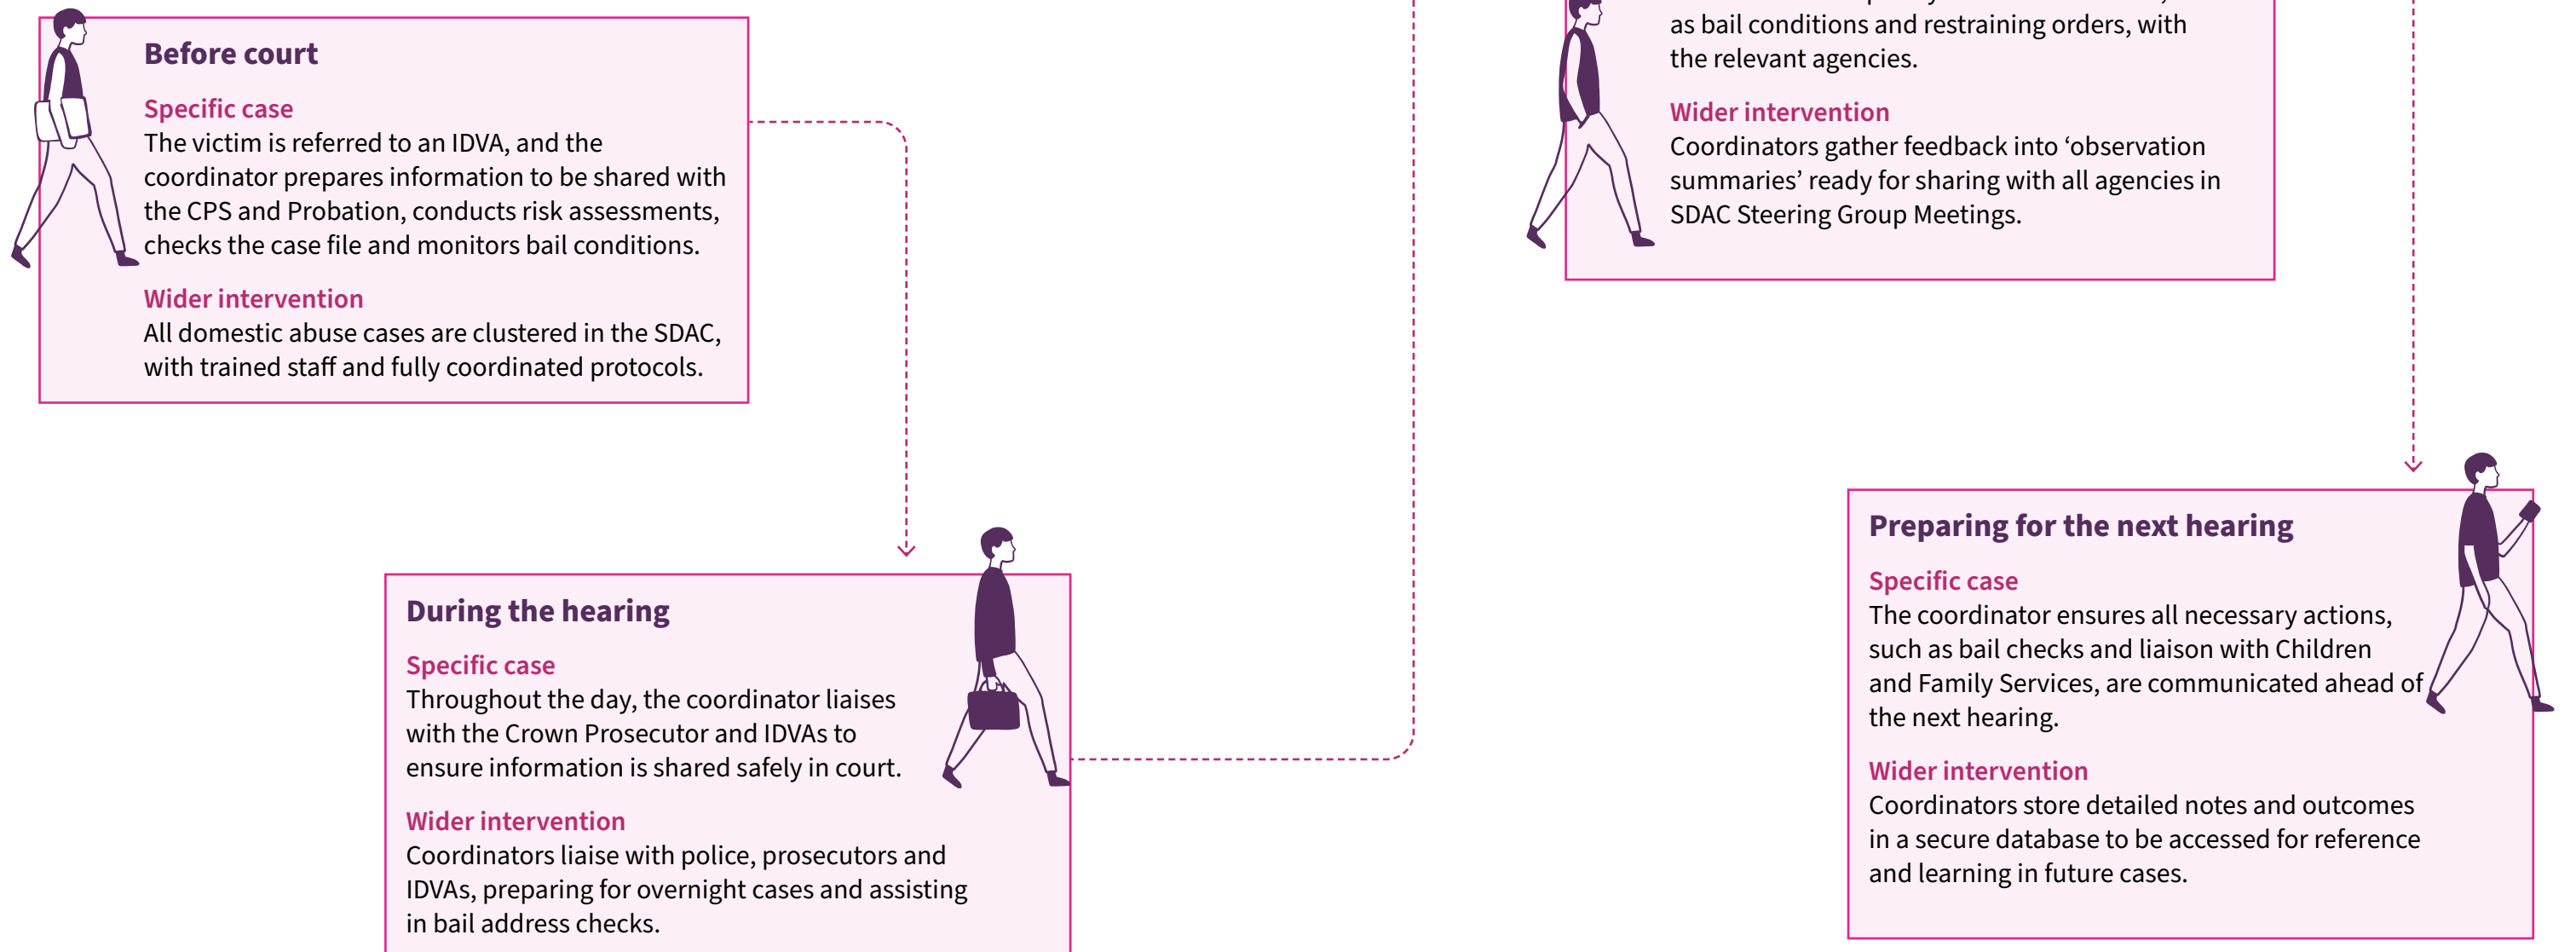 Before court
Specific case
The victim is referred to an IDVA, and the
coordinator prepares information to be shared with
the CPS and Probation, conducts risk assessments,
checks the case file and monitors bail conditions.
Wider intervention
All domestic abuse cases are clustered in the SDAC,
with trained staff and fully coordinated protocols.
During the hearing
Specific case
Throughout the day, the coordinator liaises
with the Crown Prosecutor and IDVAs to
ensure information is shared safely in court.
Wider intervention
Coordinators liaise with police, prosecutors and
IDVAs, preparing for overnight cases and assisting
in bail address checks.
as bail conditions and restraining orders, with
the relevant agencies.
Wider intervention
Coordinators gather feedback into ‘observation
summaries’ ready for sharing with all agencies in
SDAC Steering Group Meetings.
Preparing for the next hearing
Specific case
The coordinator ensures all necessary actions,
such as bail checks and liaison with Children
and Family Services, are communicated ahead of
the next hearing.
Wider intervention
Coordinators store detailed notes and outcomes
in a secure database to be accessed for reference
and learning in future cases.